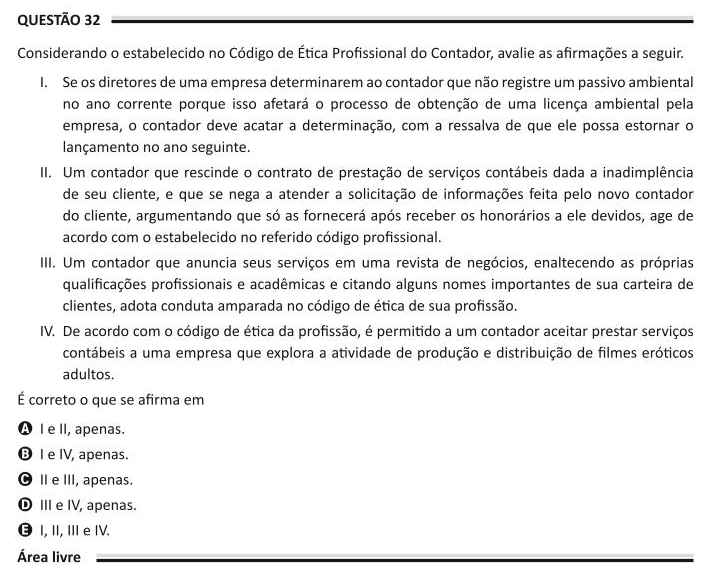 QUESTÃO 32
Considerando o estabelecido no Código de Ética Profissional do Contador, avalie as afirmações a seguir.
I. Se os diretores de uma empresa determinarem ao contador que não registre um passivo ambiental
no ano corrente porque isso afetará o processo de obtenção de uma licença ambiental pela
empresa, o contador deve acatar a determinação, com a ressalva de que ele possa estornar o
lançamento no ano seguinte.
II. Um contador que rescinde o contrato de prestação de serviços contábeis dada a inadimplência
de seu cliente, e que se nega a atender a solicitação de informações feita pelo novo contador
do cliente, argumentando que só as fornecerá após receber os honorários a ele devidos, age de
acordo com o estabelecido no referido código profissional.
III. Um contador que anuncia seus serviços em uma revista de negócios, enaltecendo as próprias
qualificações profissionais e acadêmicas e citando alguns nomes importantes de sua carteira de
clientes, adota conduta amparada no código de ética de sua profissão.
IV. De acordo com o código de ética da profissão, é permitido a um contador aceitar prestar serviços
contábeis a uma empresa que explora a atividade de produção e distribuição de filmes eróticos
adultos.
É correto o que se afirma em
A I e II, apenas.
B I e IV, apenas.
C II e III, apenas.
D III e IV, apenas.
E I, II, III e IV.
Área livre